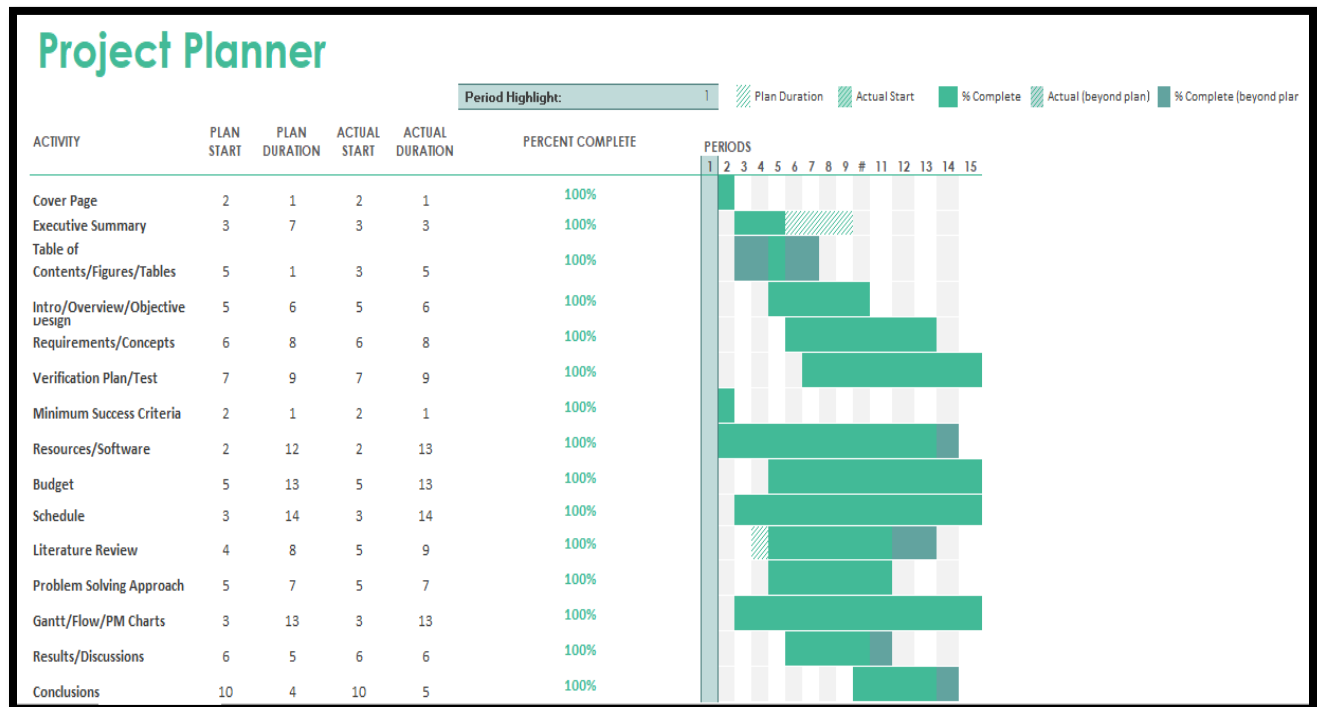 Project Planner
Period Highlight: 1 Plan Duration Actual Start % Complete Actual (beyond plan) % Complete (beyond plar
ACTIVITY PLAN START PLAN DURATION ACTUAL START ACTUAL DURATION PERCENT COMPLETE PERIODS
1 2 3 4 5 6 7 8 9 # 11 12 13 14 15
Cover Page 2 1 2 1 100%
Executive Summary 3 7 3 3 100%
Table of
Contents/Figures/Tables 5 1 3 5 100%
Intro/Overview/Objective 5 6 5 6 100%
Design
Requirements/Concepts 6 8 6 8 100%
Verification Plan/Test 7 9 7 9 100%
Minimum Success Criteria 2 1 2 1 100%
Resources/Software 2 12 2 13 100%
Budget 5 13 5 13 100%
Schedule 3 14 3 14 100%
Literature Review 4 8 5 9 100%
Problem Solving Approach 5 7 5 7 100%
Gantt/Flow/PM Charts 3 13 3 13 100%
Results/Discussions 6 5 6 6 100%
Conclusions 10 4 10 5 100%